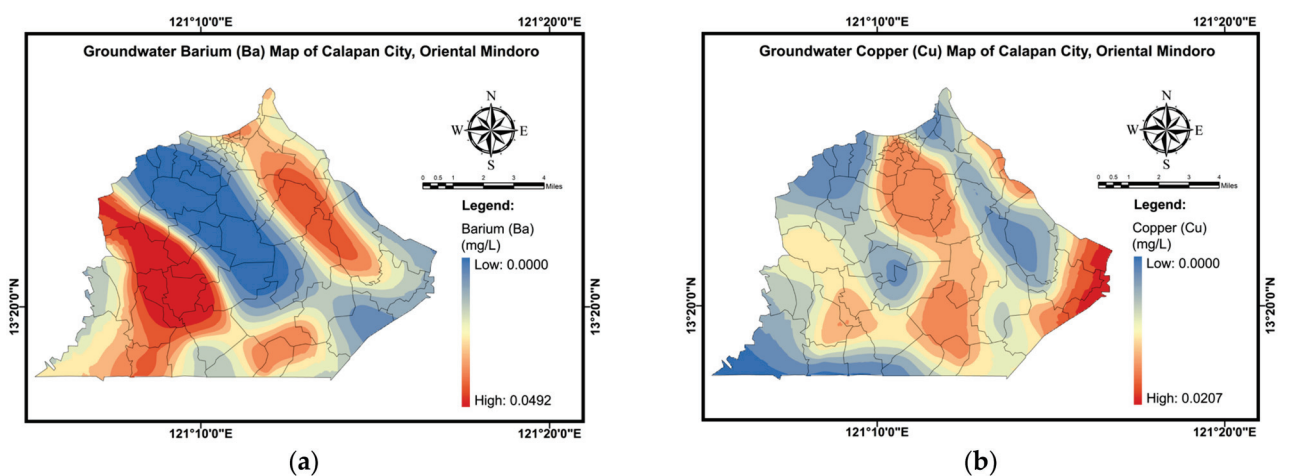 121°10'0"E 121°20'0"E
Groundwater Barium (Ba) Map of Calapan City, Oriental Mindoro
N
W E
S
0 0.5 1 2 3 4
Miles
Legend:
Barium (Ba)
(mg/L)
Low: 0.0000
High: 0.0492
13°20'0"N
13°20'0"N
121°10'0"E 121°20'0"E
(a)
121°10'0"E 121°20'0"E
Groundwater Copper (Cu) Map of Calapan City, Oriental Mindoro
N
W E
S
0 0.5 1 2 3 4
Miles
Legend:
Copper (Cu)
(mg/L)
Low: 0.0000
High: 0.0207
13°20'0"N
13°20'0"N
121°10'0"E 121°20'0"E
(b)